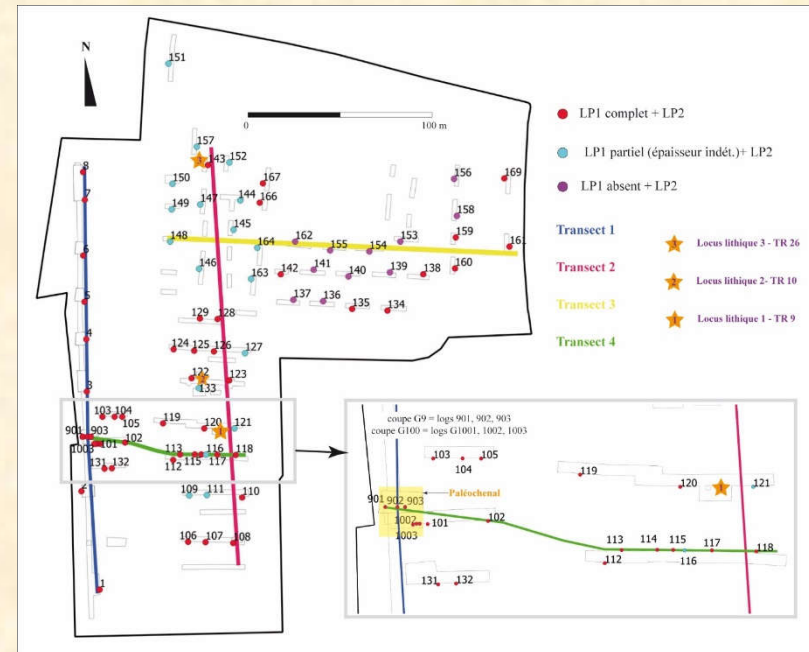 N
0 100 m
LP1 complet + LP2
LP1 partiel (épaisseur indét.)+ LP2
LP1 absent + LP2
Transect 1
Transect 2
Transect 3
Transect 4
3 Locus lithique 3 - TR 26
2 Locus lithique 2- TR 10
1 Locus lithique 1 - TR 9
151
157
143 152
8
7
150
149 147 144
167
166
156
169
158
148
145
164
162
155 154
153
159
161
6
146
163
142 141 140 139 138
160
5
137 136 135 134
129 128
4
124 125 126 127
122
133
123
3
103 104
105
119
120 121
901 903
1003 101 102
113 116 118
112 115 117
131 132
2
109 111 110
106 107 108
1
coupe G9 = logs 901, 902, 903
coupe G100 = logs G1001, 1002, 1003
103 105
104
119
120 1 121
Paléochenal
901 902 903
1002 101
1003
102
113 114 115 117 118
112 116
131 132